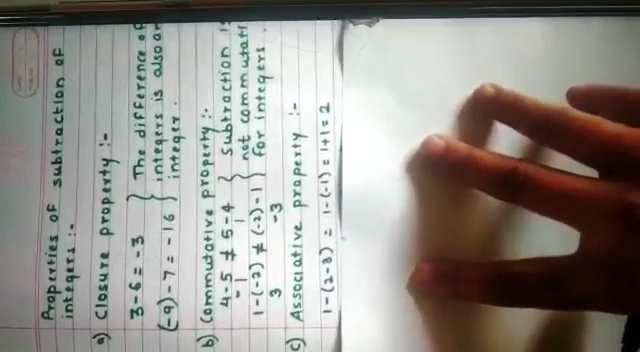 Properties of subtraction of
integers :-
a) Closure property :-
3-6 = -3 } The difference of
(-9) -7 = -16 } integers is also an
integer.
b) Commutative property :-
4-5 ≠ 5-4 } Subtraction is
-1 1 } not commutati
1-(-2) ≠ (-2)-1 } for integers.
3 -3
c) Associative property :-
1-(2-3) = 1-(-1) = 1+1 = 2